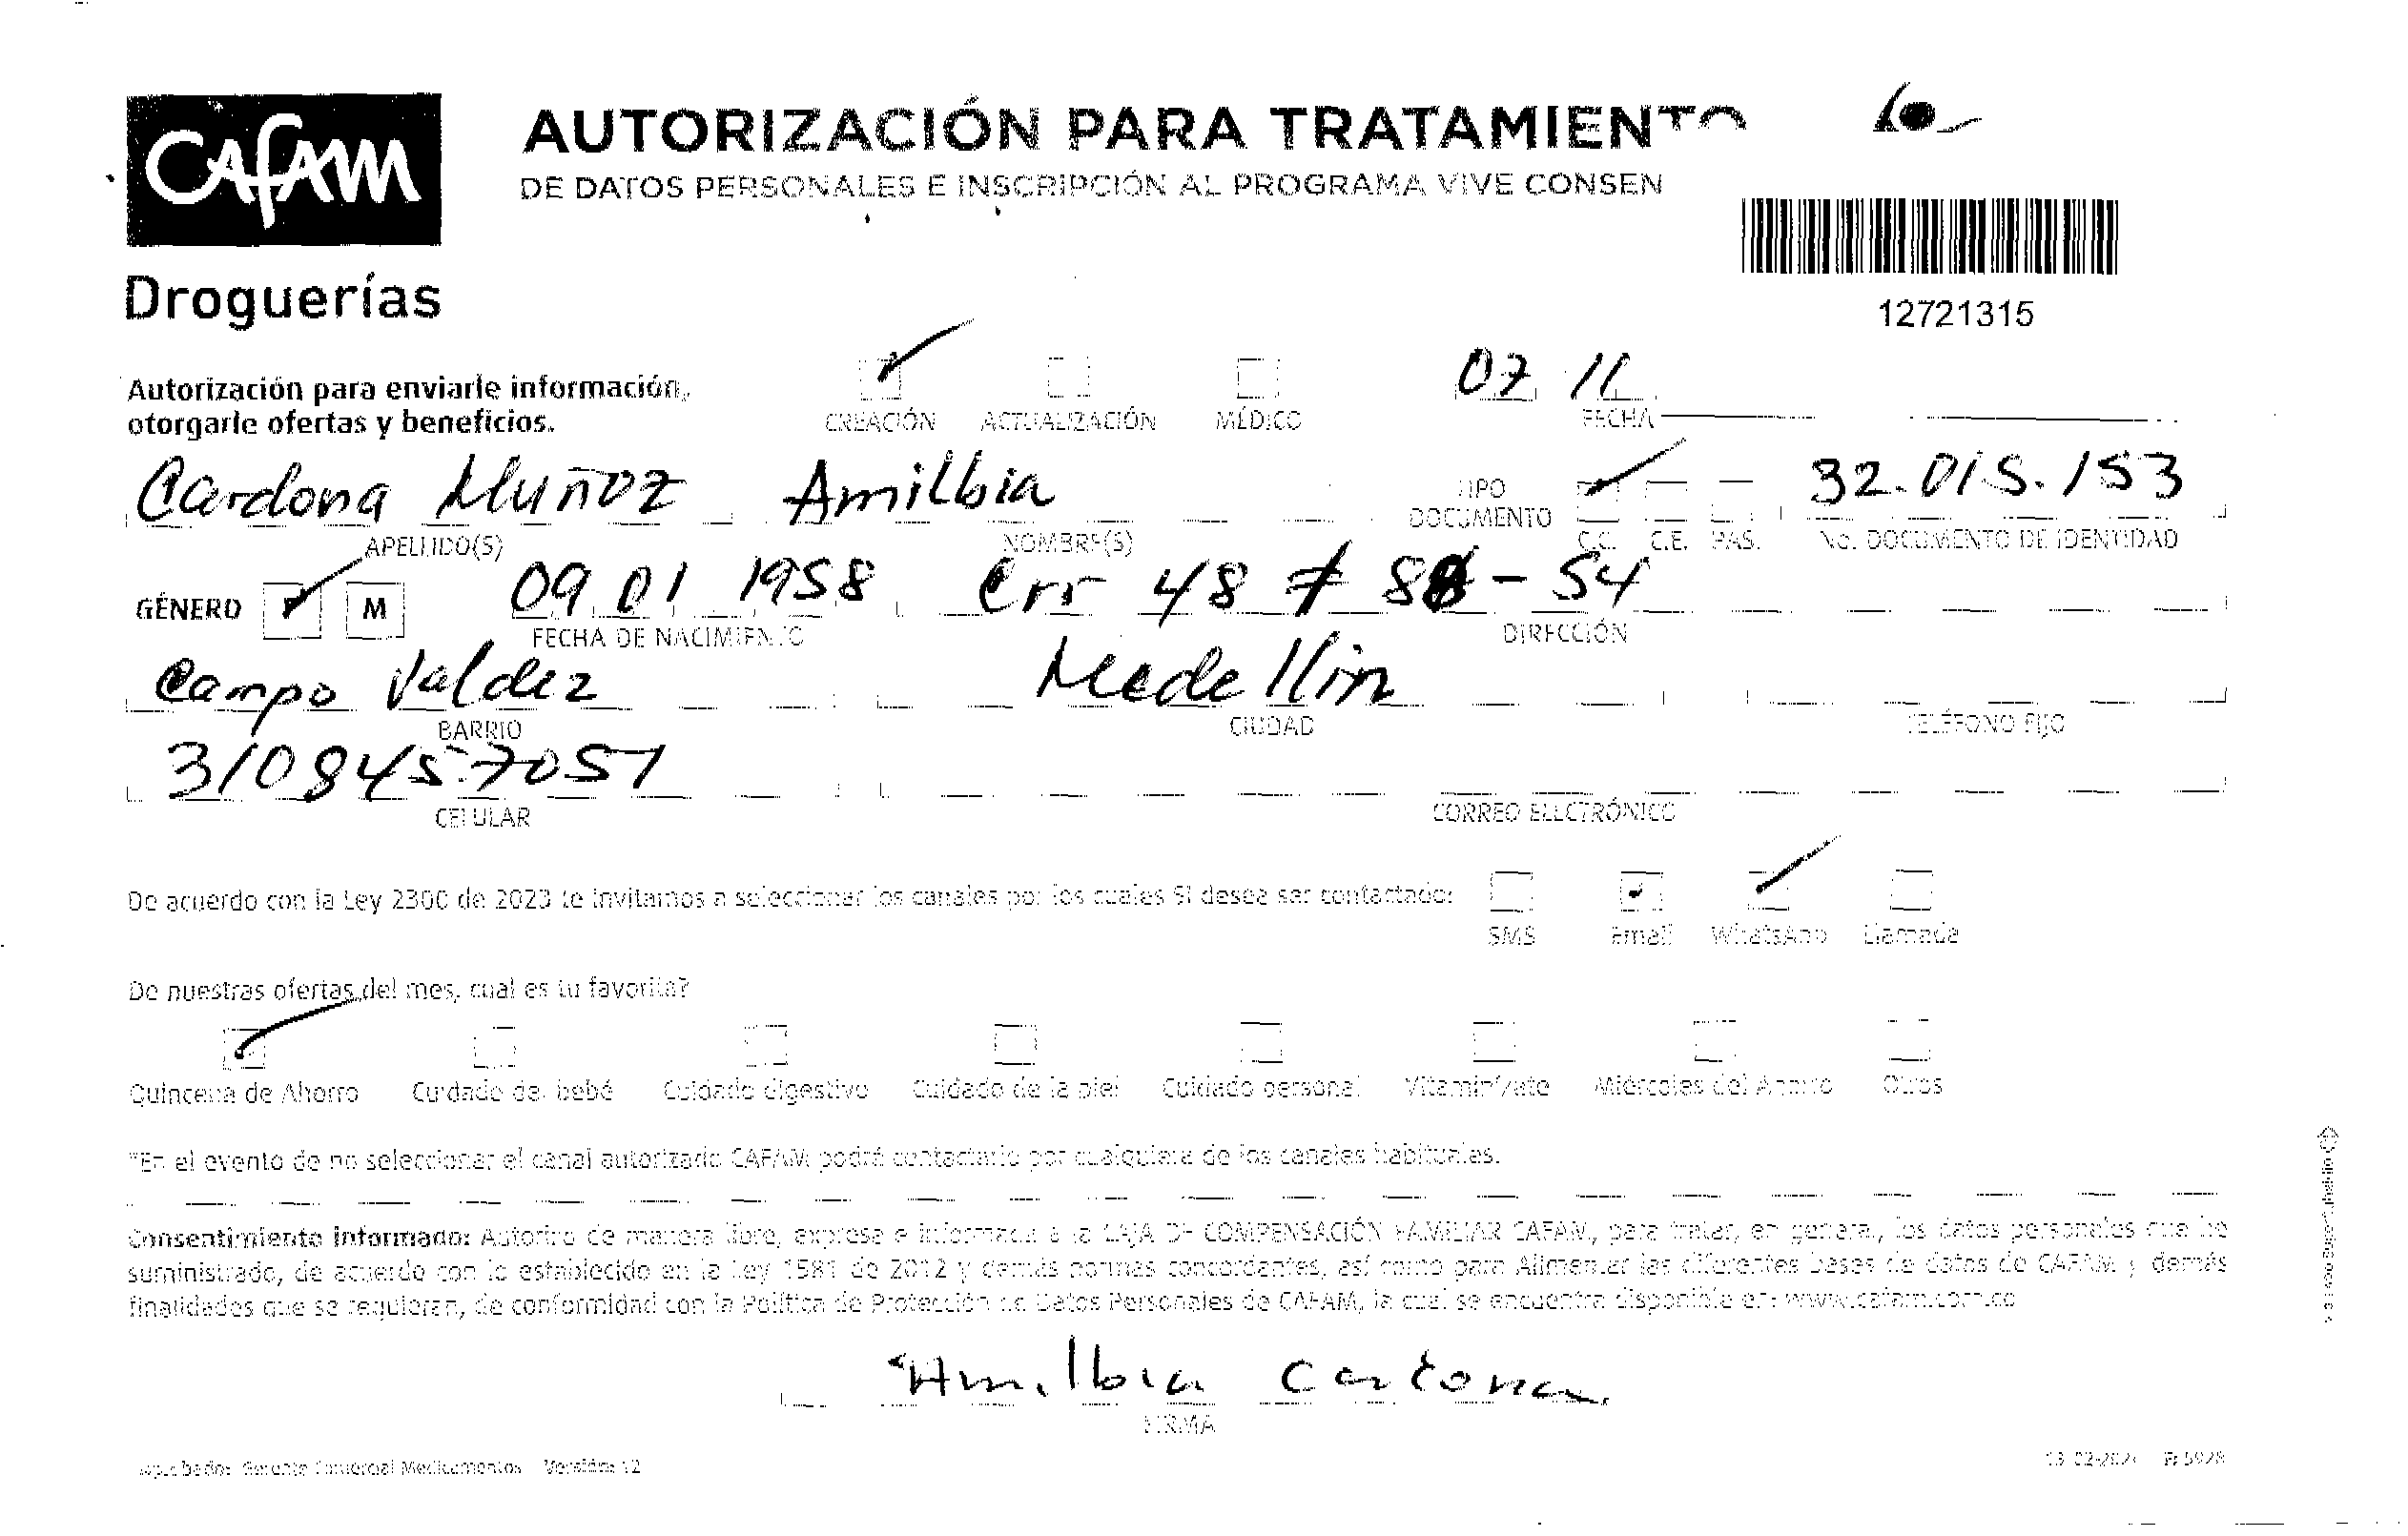 CAFAM
Droguerías
AUTORIZACIÓN PARA TRATAMIENTO
DE DATOS PERSONALES E INSCRIPCIÓN AL PROGRAMA VIVE CONSEN
12721315
Autorización para enviarle información,
otorgarle ofertas y beneficios.
CREACIÓN ACTUALIZACIÓN MÉDICO
07 11
FECHA
Cardona Muñoz Amilbia
APELLIDO(S) NOMBRE(S)
TIPO DOCUMENTO C.C. C.E. PAS.
32.015.153
No. DOCUMENTO DE IDENTIDAD
GÉNERO F M
09 01 1958 Crr 48 # - 54
FECHA DE NACIMIENTO DIRECCIÓN
Campo Valdez Medellin
BARRIO CIUDAD TELÉFONO FIJO
3108457051
CELULAR CORREO ELECTRÓNICO
De acuerdo con la Ley 2300 de 2023 te invitamos a seleccionar los canales por los cuales SI desea ser contactado:
SMS Email WhatsApp Llamada
De nuestras ofertas del mes, cual es tu favorita?
Quincena de Ahorro Cuidado del bebé Cuidado digestivo Cuidado de la piel Cuidado personal Vitamínízate Miércoles del Ahorro Otros
*En el evento de no seleccionar el canal autorizado CAFAM podrá contactarlo por cualquiera de los canales habituales.
Consentimiento informado: Autorizo de manera libre, expresa e informada a la CAJA DE COMPENSACIÓN FAMILIAR CAFAM, para tratar, en general, los datos personales que he
suministrado, de acuerdo con lo establecido en la Ley 1581 de 2012 y demás normas concordantes, así como para Alimentar las diferentes bases de datos de CAFAM y demás
finalidades que se requieran, de conformidad con la Política de Protección de Datos Personales de CAFAM, la cual se encuentra disponible en: www.cafam.com.co
Amilbia Cardona
FIRMA
Aprobador: Gerente Comercial Medicamentos Versión: 12